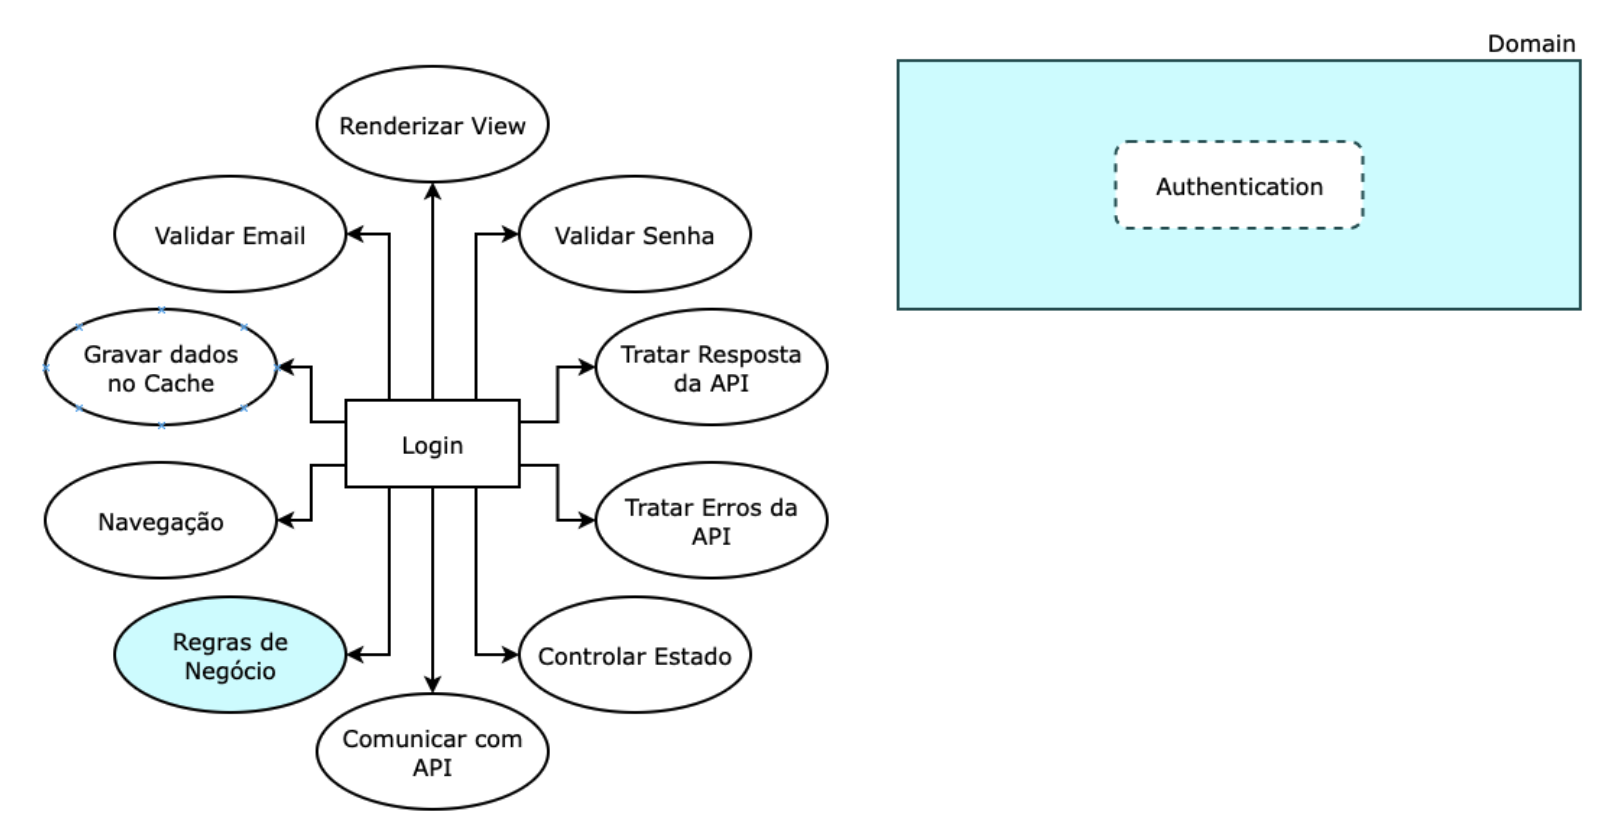 Domain
Renderizar View
Authentication
Validar Email
Validar Senha
Gravar dados
no Cache
Tratar Resposta
da API
Login
Navegação
Tratar Erros da
API
Regras de
Negócio
Controlar Estado
Comunicar com
API